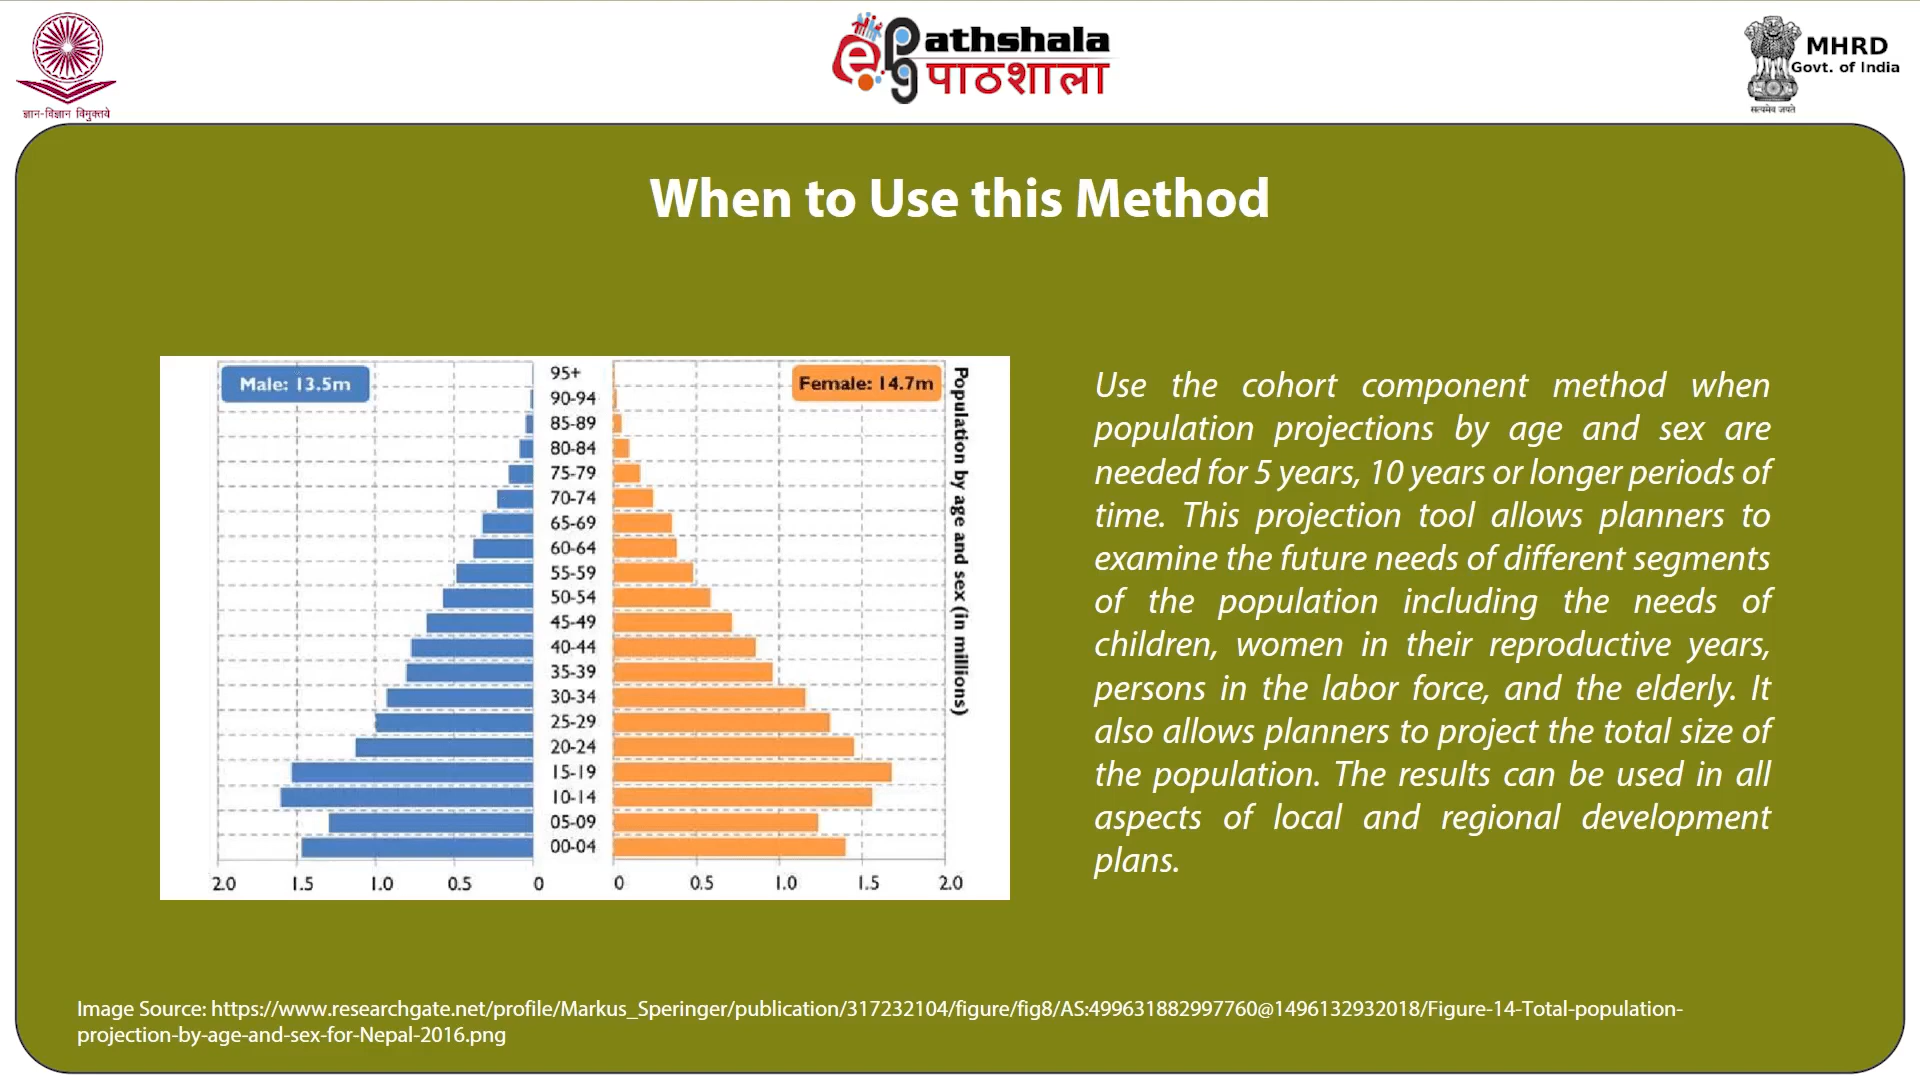 ज्ञान-विज्ञान विमुक्तये
ePG Pathshala
पाठशाला
MHRD
Govt. of India
सत्यमेव जयते
When to Use this Method
Male: 13.5m
Female: 14.7m
95+
90-94
85-89
80-84
75-79
70-74
65-69
60-64
55-59
50-54
45-49
40-44
35-39
30-34
25-29
20-24
15-19
10-14
05-09
00-04
2.0 1.5 1.0 0.5 0
0 0.5 1.0 1.5 2.0
Population by age and sex (in millions)
Use the cohort component method when
population projections by age and sex are
needed for 5 years, 10 years or longer periods of
time. This projection tool allows planners to
examine the future needs of different segments
of the population including the needs of
children, women in their reproductive years,
persons in the labor force, and the elderly. It
also allows planners to project the total size of
the population. The results can be used in all
aspects of local and regional development
plans.
Image Source: https://www.researchgate.net/profile/Markus_Speringer/publication/317232104/figure/fig8/AS:499631882997760@1496132932018/Figure-14-Total-population-
projection-by-age-and-sex-for-Nepal-2016.png